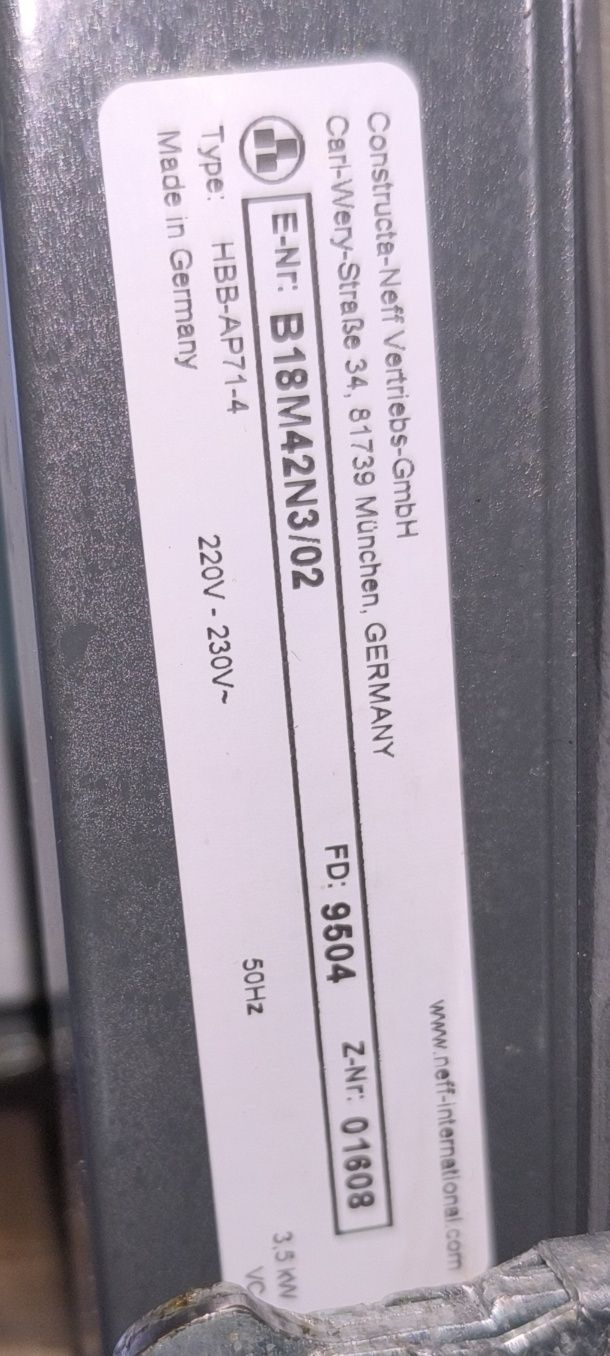 Constructa-Neff Vertriebs-GmbH
Carl-Wery-Straße 34, 81739 München, GERMANY
www.neff-international.com
E-Nr: B18M42N3/02 FD: 9504 Z-Nr: 01608
Type: HBB-AP71-4 220V - 230V~ 50Hz 3,5 kW
Made in Germany VC